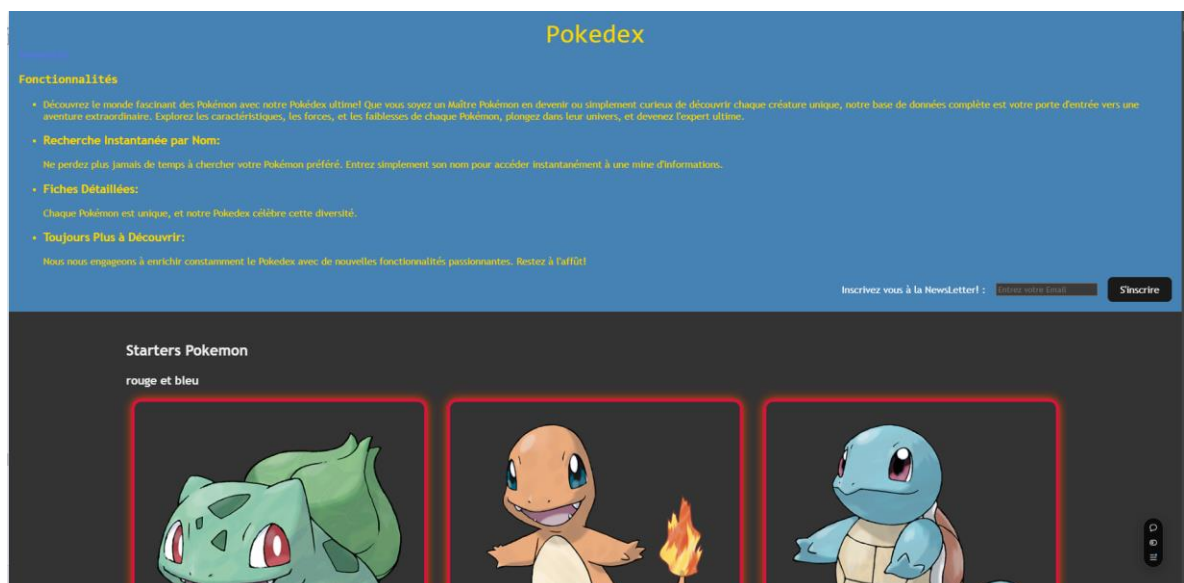 Pokedex
Fonctionnalités
• Découvrez le monde fascinant des Pokémon avec notre Pokédex ultime! Que vous soyez un Maître Pokémon en devenir ou simplement curieux de découvrir chaque créature unique, notre base de données complète est votre porte d'entrée vers une
aventure extraordinaire. Explorez les caractéristiques, les forces, et les faiblesses de chaque Pokémon, plongez dans leur univers, et devenez l'expert ultime.
• Recherche Instantanée par Nom:
Ne perdez plus jamais de temps à chercher votre Pokémon préféré. Entrez simplement son nom pour accéder instantanément à une mine d'informations.
• Fiches Détaillées:
Chaque Pokémon est unique, et notre Pokedex célèbre cette diversité.
• Toujours Plus à Découvrir:
Nous nous engageons à enrichir constamment le Pokedex avec de nouvelles fonctionnalités passionnantes. Restez à l'affût!
Inscrivez vous à la NewsLetter! : Entrez votre Email S'inscrire
Starters Pokemon
rouge et bleu